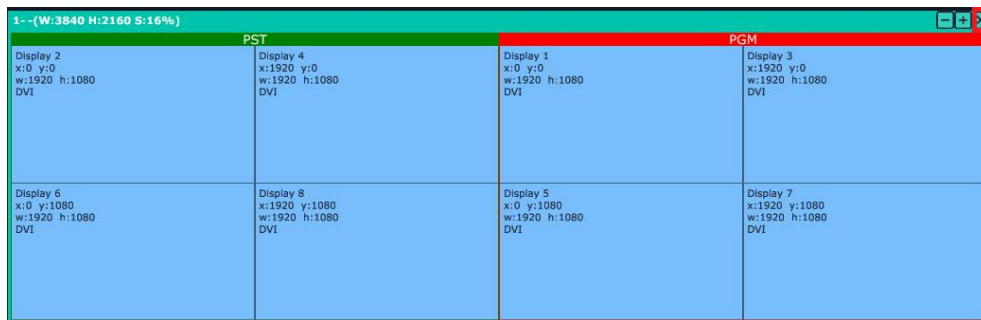 1--(W:3840 H:2160 S:16%)
PST
PGM
Display 2
x:0 y:0
w:1920 h:1080
DVI
Display 4
x:1920 y:0
w:1920 h:1080
DVI
Display 1
x:0 y:0
w:1920 h:1080
DVI
Display 3
x:1920 y:0
w:1920 h:1080
DVI
Display 6
x:0 y:1080
w:1920 h:1080
DVI
Display 8
x:1920 y:1080
w:1920 h:1080
DVI
Display 5
x:0 y:1080
w:1920 h:1080
DVI
Display 7
x:1920 y:1080
w:1920 h:1080
DVI